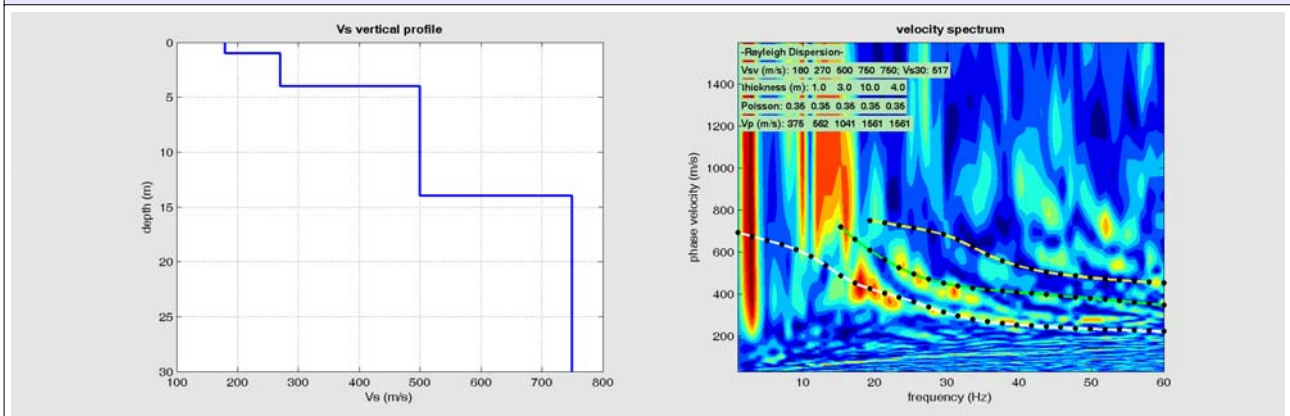 Vs vertical profile
0
5
10
15
20
25
30
depth (m)
100 200 300 400 500 600 700 800
Vs (m/s)
velocity spectrum
-Rayleigh Dispersion-
Vsv (m/s): 180 270 500 750 750; Vs30: 517
thickness (m): 1.0 3.0 10.0 4.0
Poisson: 0.35 0.35 0.35 0.35 0.35
Vp (m/s): 375 562 1041 1561 1561
1400
1200
1000
800
600
400
200
phase velocity (m/s)
10 20 30 40 50 60
frequency (Hz)